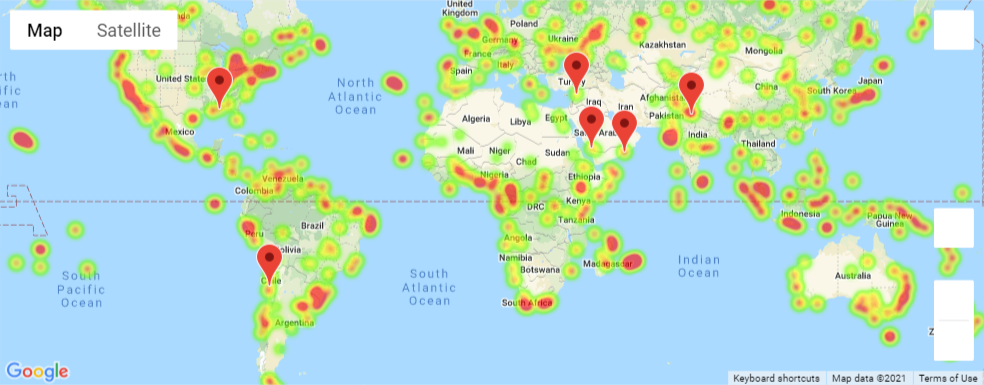 Map
Satellite
United
Kingdom
Poland
Germany
Ukraine
Kazakhstan
Mongolia
France
Italy
Spain
Turkey
United States
North
Atlantic
Ocean
Afghanistan
Iraq
Iran
China
South Korea
Japan
Algeria
Libya
Egypt
Pakistan
Mexico
Saudi Arabia
India
Thailand
Mali
Niger
Chad
Sudan
Nigeria
Ethiopia
Venezuela
Colombia
Kenya
DRC
Tanzania
Indonesia
Papua New
Guinea
Brazil
Peru
Bolivia
Angola
Namibia
Botswana
Madagascar
Indian
Ocean
Australia
South
Pacific
Ocean
Chile
South
Atlantic
Ocean
South Africa
Argentina
Google
Keyboard shortcuts
Map data ©2021
Terms of Use